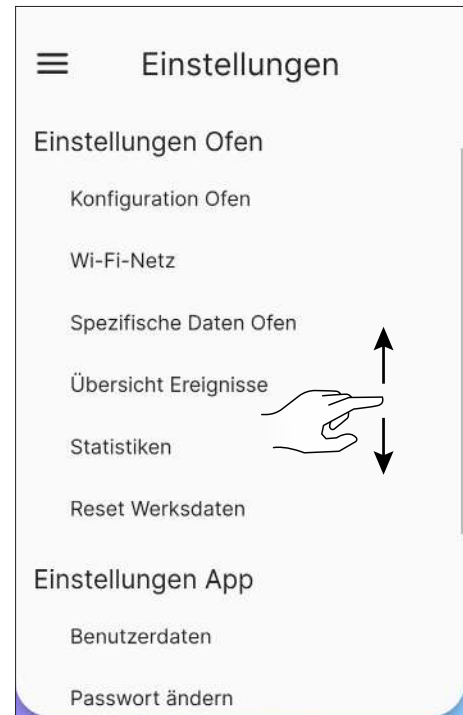 Einstellungen
Einstellungen Ofen
Konfiguration Ofen
Wi-Fi-Netz
Spezifische Daten Ofen
Übersicht Ereignisse
Statistiken
Reset Werksdaten
Einstellungen App
Benutzerdaten
Passwort ändern